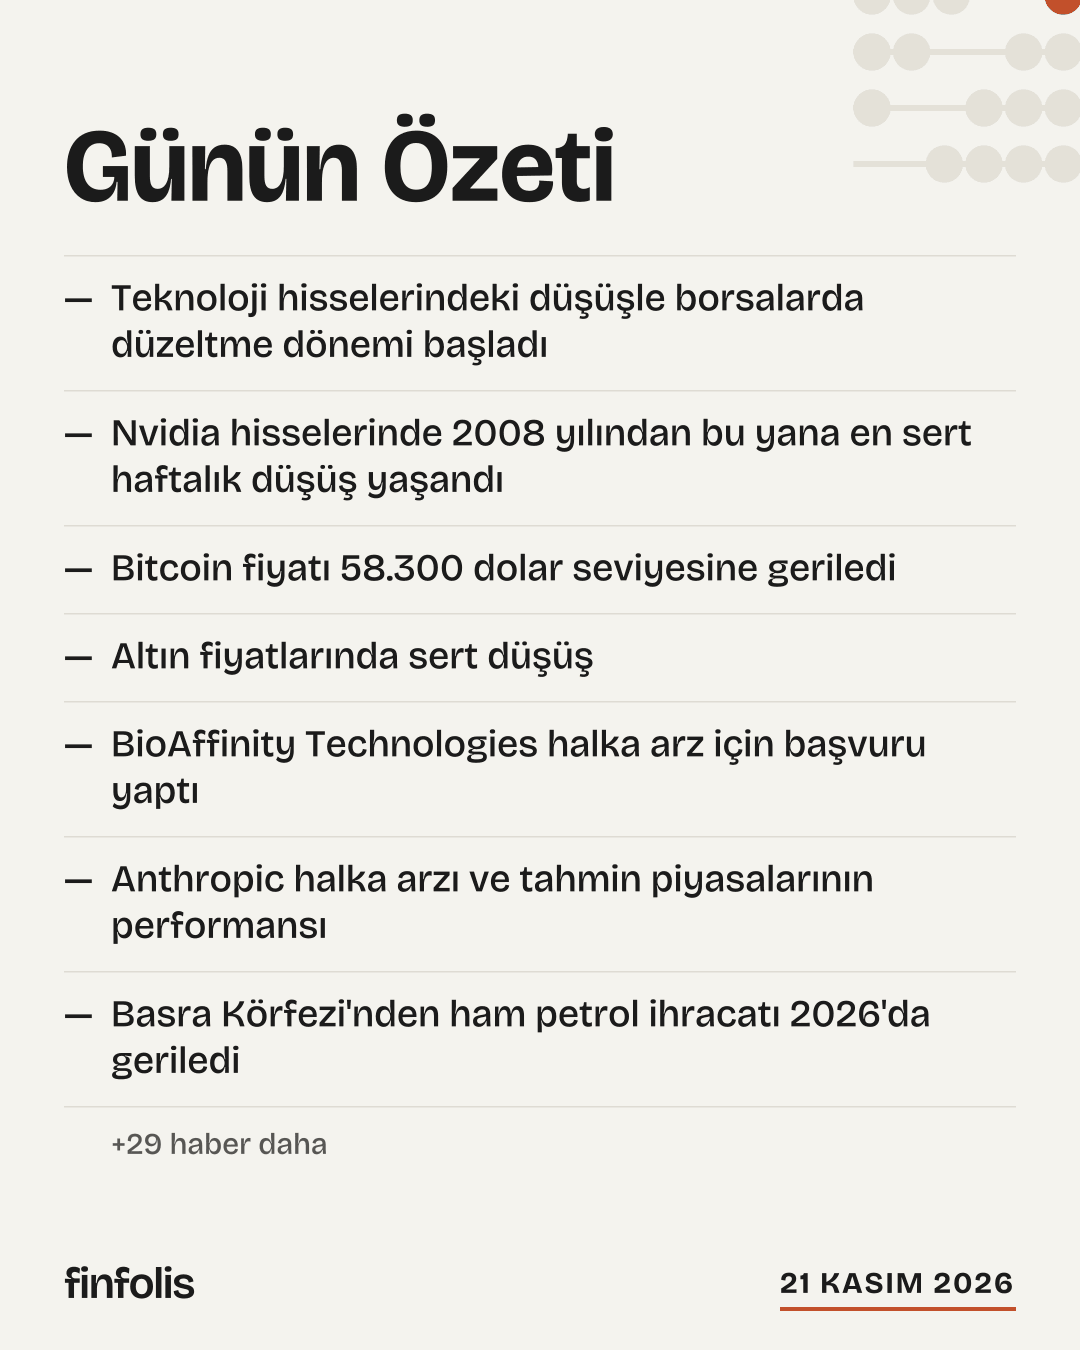 Günün Özeti
— Teknoloji hisselerindeki düşüşle borsalarda
düzeltme dönemi başladı
— Nvidia hisselerinde 2008 yılından bu yana en sert
haftalık düşüş yaşandı
— Bitcoin fiyatı 58.300 dolar seviyesine geriledi
— Altın fiyatlarında sert düşüş
— BioAffinity Technologies halka arz için başvuru
yaptı
— Anthropic halka arzı ve tahmin piyasalarının
performansı
— Basra Körfezi'nden ham petrol ihracatı 2026'da
geriledi
+29 haber daha
finfolis
21 KASIM 2026